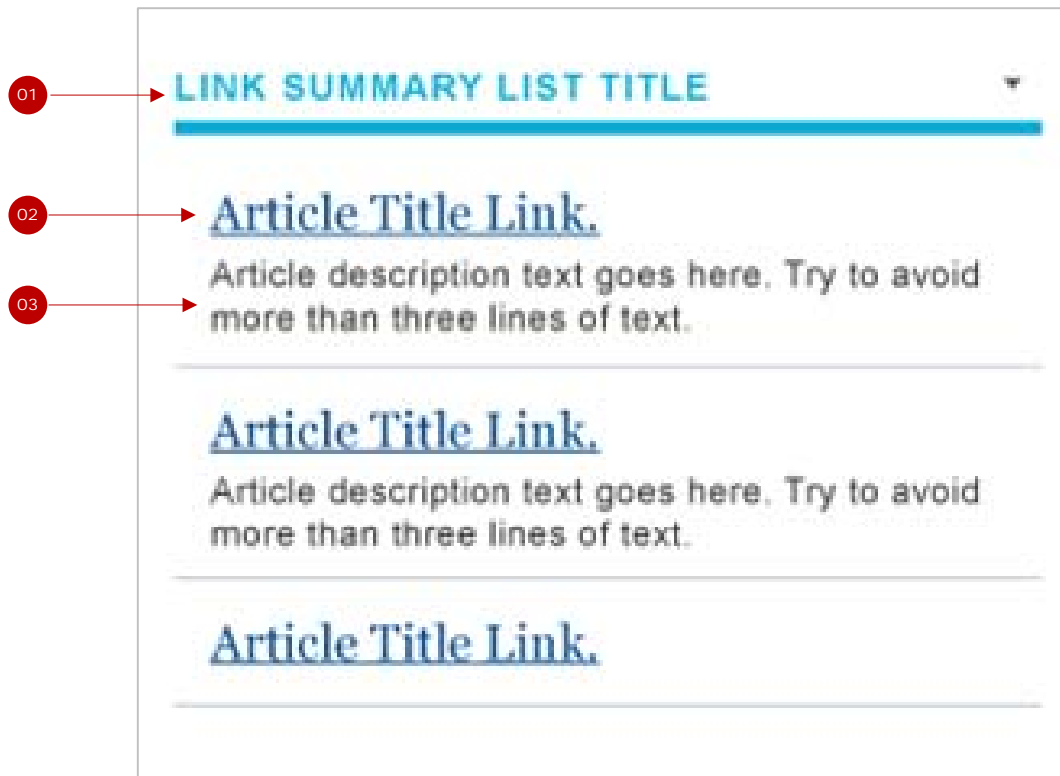 01 LINK SUMMARY LIST TITLE
02 Article Title Link.
Article description text goes here. Try to avoid
03 more than three lines of text.
Article Title Link.
Article description text goes here. Try to avoid
more than three lines of text.
Article Title Link.